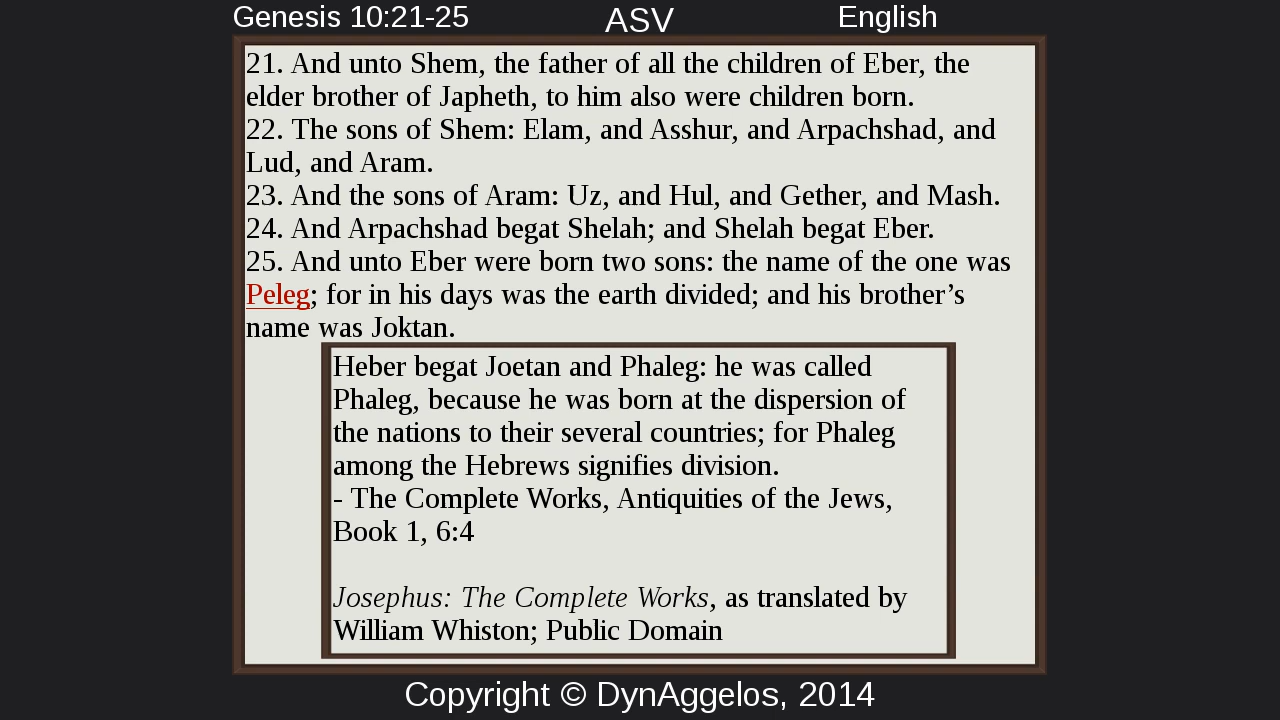 Genesis 10:21-25 ASV English
21. And unto Shem, the father of all the children of Eber, the
elder brother of Japheth, to him also were children born.
22. The sons of Shem: Elam, and Asshur, and Arpachshad, and
Lud, and Aram.
23. And the sons of Aram: Uz, and Hul, and Gether, and Mash.
24. And Arpachshad begat Shelah; and Shelah begat Eber.
25. And unto Eber were born two sons: the name of the one was
Peleg; for in his days was the earth divided; and his brother’s
name was Joktan.
Heber begat Joetan and Phaleg: he was called
Phaleg, because he was born at the dispersion of
the nations to their several countries; for Phaleg
among the Hebrews signifies division.
- The Complete Works, Antiquities of the Jews,
Book 1, 6:4
Josephus: The Complete Works, as translated by
William Whiston; Public Domain
Copyright © DynAggelos, 2014